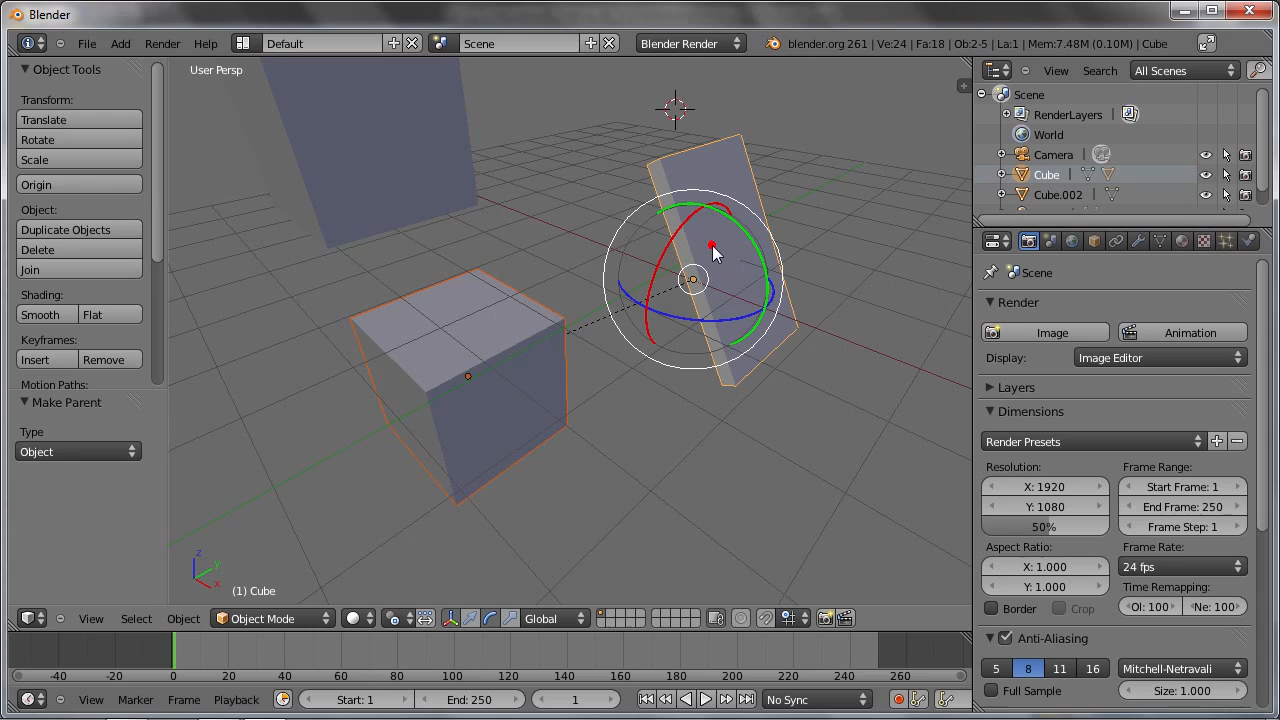 Blender
File Add Render Help Default Scene Blender Render blender.org 261 | Ve:24 | Fa:18 | Ob:2-5 | La:1 | Mem:7.48M (0.10M) | Cube
Object Tools
Transform:
Translate
Rotate
Scale
Origin
Object:
Duplicate Objects
Delete
Join
Shading:
Smooth Flat
Keyframes:
Insert Remove
Motion Paths:
Make Parent
Type
Object
User Persp
z
y
x
(1) Cube
View Select Object Object Mode Global
-40 -20 0 20 40 60 80 100 120 140 160 180 200 220 240 260
View Marker Frame Playback Start: 1 End: 250 1 No Sync
View Search All Scenes
Scene
RenderLayers
World
Camera
Cube
Cube.002
Scene
Render
Image Animation
Display: Image Editor
Layers
Dimensions
Render Presets
Resolution: Frame Range:
X: 1920 Start Frame: 1
Y: 1080 End Frame: 250
50% Frame Step: 1
Aspect Ratio: Frame Rate:
X: 1.000 24 fps
Y: 1.000 Time Remapping:
Border Crop Ol: 100 Ne: 100
Anti-Aliasing
5 8 11 16 Mitchell-Netravali
Full Sample Size: 1.000